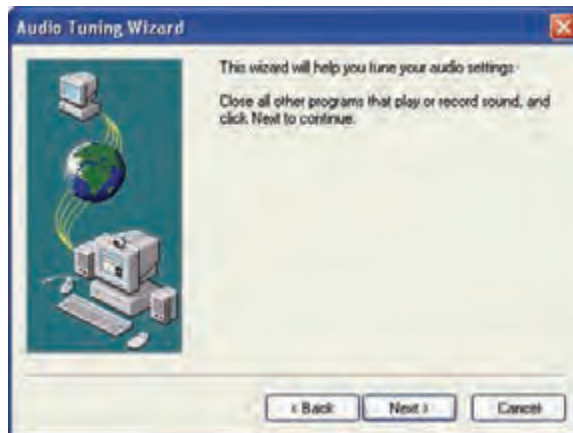 Audio Tuning Wizard
This wizard will help you tune your audio settings.
Close all other programs that play or record sound, and
click Next to continue.
< Back Next > Cancel